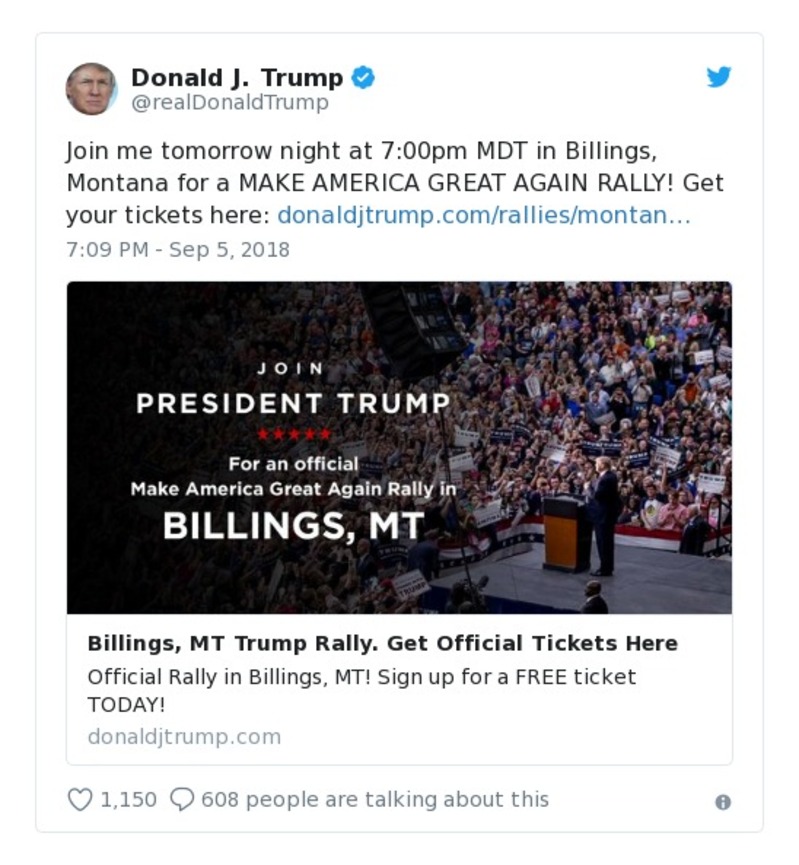 Donald J. Trump
@realDonaldTrump
Join me tomorrow night at 7:00pm MDT in Billings,
Montana for a MAKE AMERICA GREAT AGAIN RALLY! Get
your tickets here: donaldjtrump.com/rallies/montan…
7:09 PM - Sep 5, 2018
JOIN
PRESIDENT TRUMP
For an official
Make America Great Again Rally in
BILLINGS, MT
TRUMP
Billings, MT Trump Rally. Get Official Tickets Here
Official Rally in Billings, MT! Sign up for a FREE ticket
TODAY!
donaldjtrump.com
1,150 608 people are talking about this